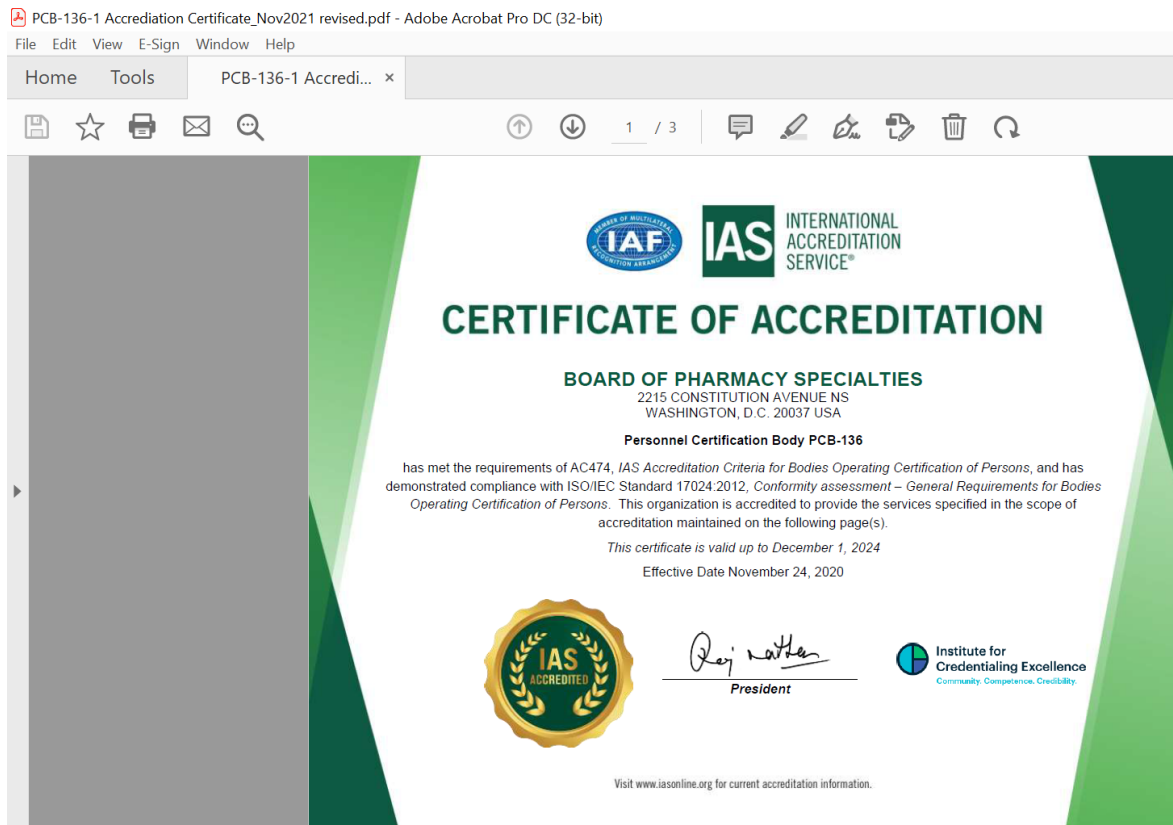 PCB-136-1 Accrediation Certificate_Nov2021 revised.pdf - Adobe Acrobat Pro DC (32-bit)
File Edit View E-Sign Window Help
Home Tools PCB-136-1 Accredi... ×
1 / 3
MEMBER OF MULTILATERAL
IAF
RECOGNITION ARRANGEMENT
IAS
INTERNATIONAL
ACCREDITATION
SERVICE®
CERTIFICATE OF ACCREDITATION
BOARD OF PHARMACY SPECIALTIES
2215 CONSTITUTION AVENUE NS
WASHINGTON, D.C. 20037 USA
Personnel Certification Body PCB-136
has met the requirements of AC474, IAS Accreditation Criteria for Bodies Operating Certification of Persons, and has
demonstrated compliance with ISO/IEC Standard 17024:2012, Conformity assessment – General Requirements for Bodies
Operating Certification of Persons. This organization is accredited to provide the services specified in the scope of
accreditation maintained on the following page(s).
This certificate is valid up to December 1, 2024
Effective Date November 24, 2020
IAS
ACCREDITED
President
Institute for
Credentialing Excellence
Community. Competence. Credibility.
Visit www.iasonline.org for current accreditation information.